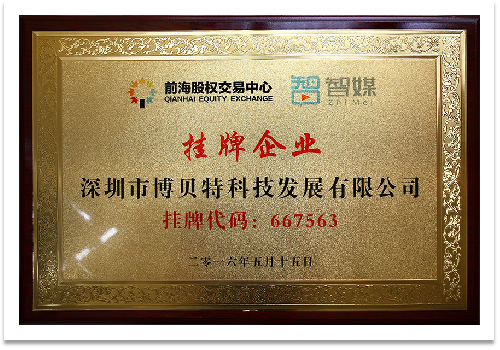 前海股权交易中心
QIANHAI EQUITY EXCHANGE
智 智媒
ZHIMEI
挂牌企业
深圳市博贝特科技发展有限公司
挂牌代码：667563
二零一六年五月十五日